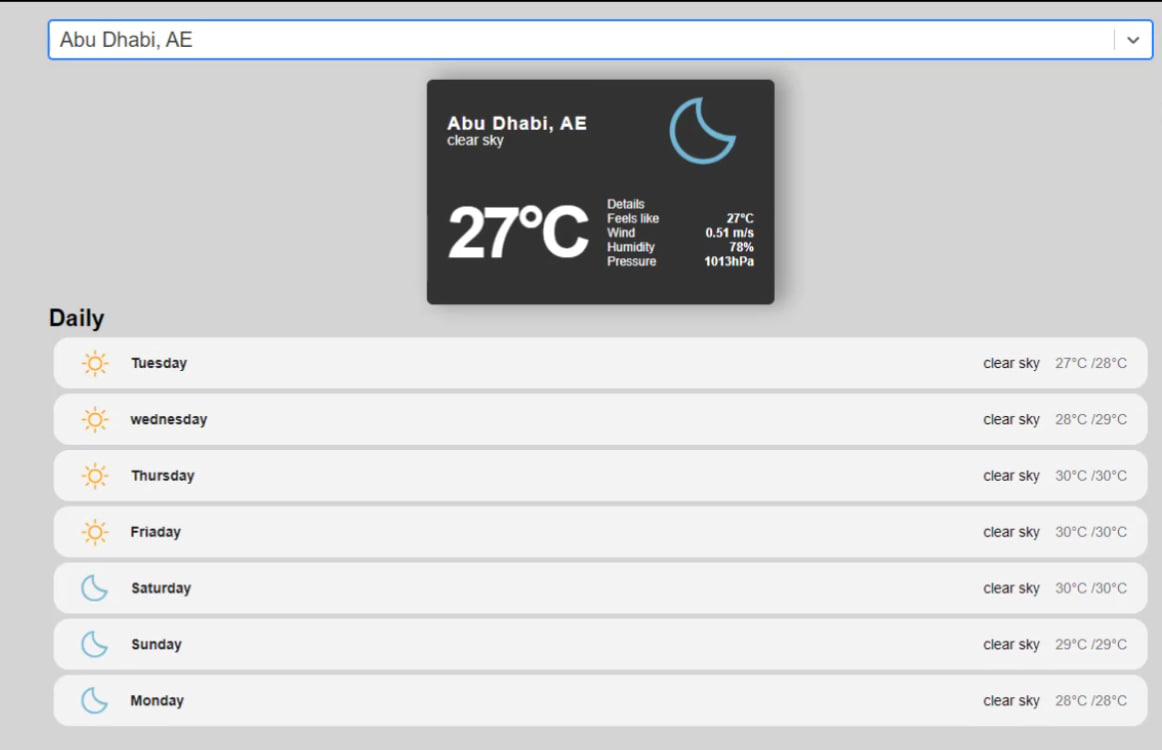 Abu Dhabi, AE
Abu Dhabi, AE
clear sky
27°C
Details
Feels like 27°C
Wind 0.51 m/s
Humidity 78%
Pressure 1013hPa
Daily
Tuesday clear sky 27°C /28°C
wednesday clear sky 28°C /29°C
Thursday clear sky 30°C /30°C
Friaday clear sky 30°C /30°C
Saturday clear sky 30°C /30°C
Sunday clear sky 29°C /29°C
Monday clear sky 28°C /28°C